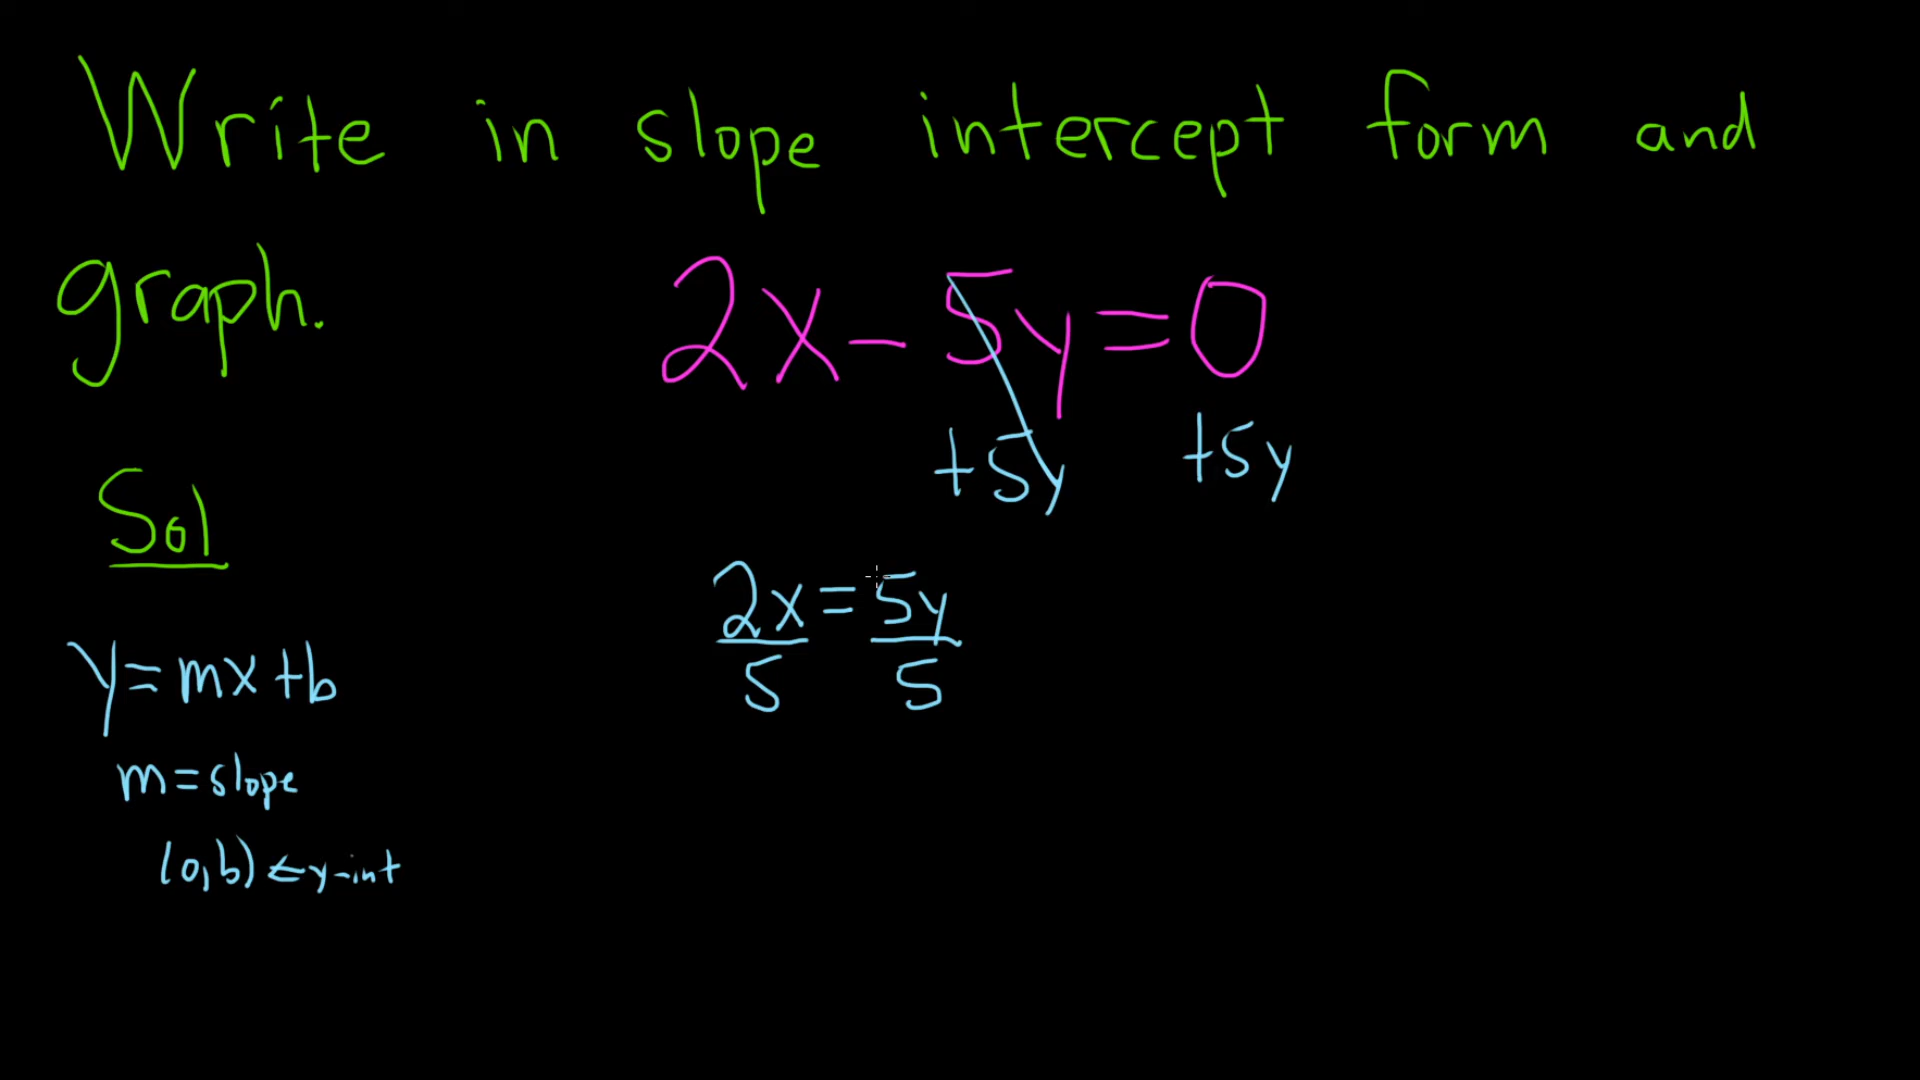 Write in slope intercept form and
graph.
2x - 5y = 0
+5y +5y
Sol
2x = 5y
5 5
y = mx + b
m = slope
(0, b) ← y-int